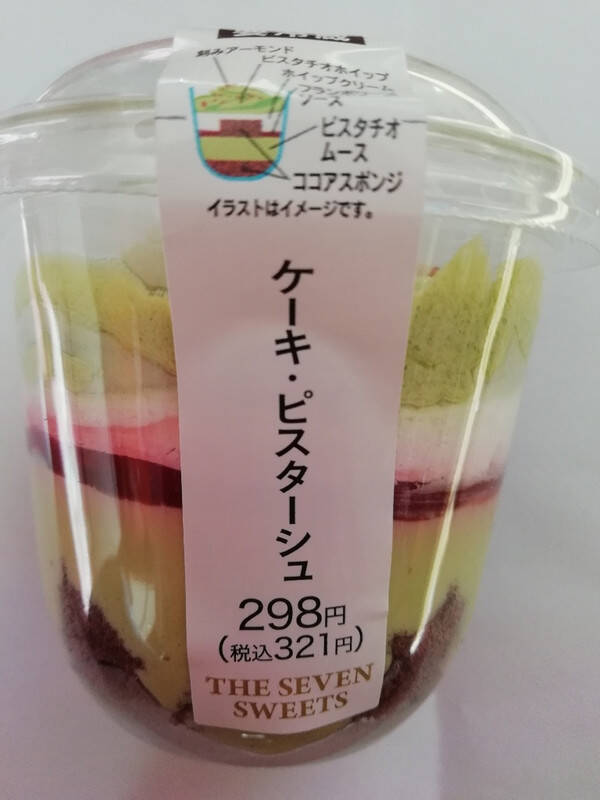 刻みアーモンド
ピスタチオホイップ
ホイップクリーム
フランボワーズ
ソース
ピスタチオ
ムース
ココアスポンジ
イラストはイメージです。
ケーキ・ピスターシュ
298円
(税込321円)
THE SEVEN
SWEETS